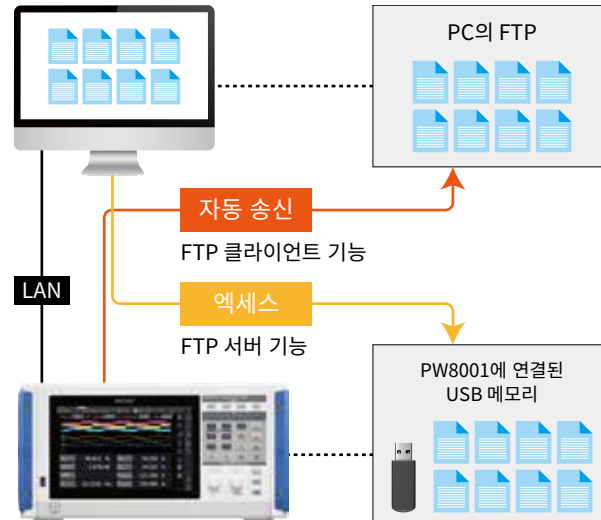 PC의 FTP
자동 송신
FTP 클라이언트 기능
LAN
엑세스
FTP 서버 기능
PW8001에 연결된
USB 메모리